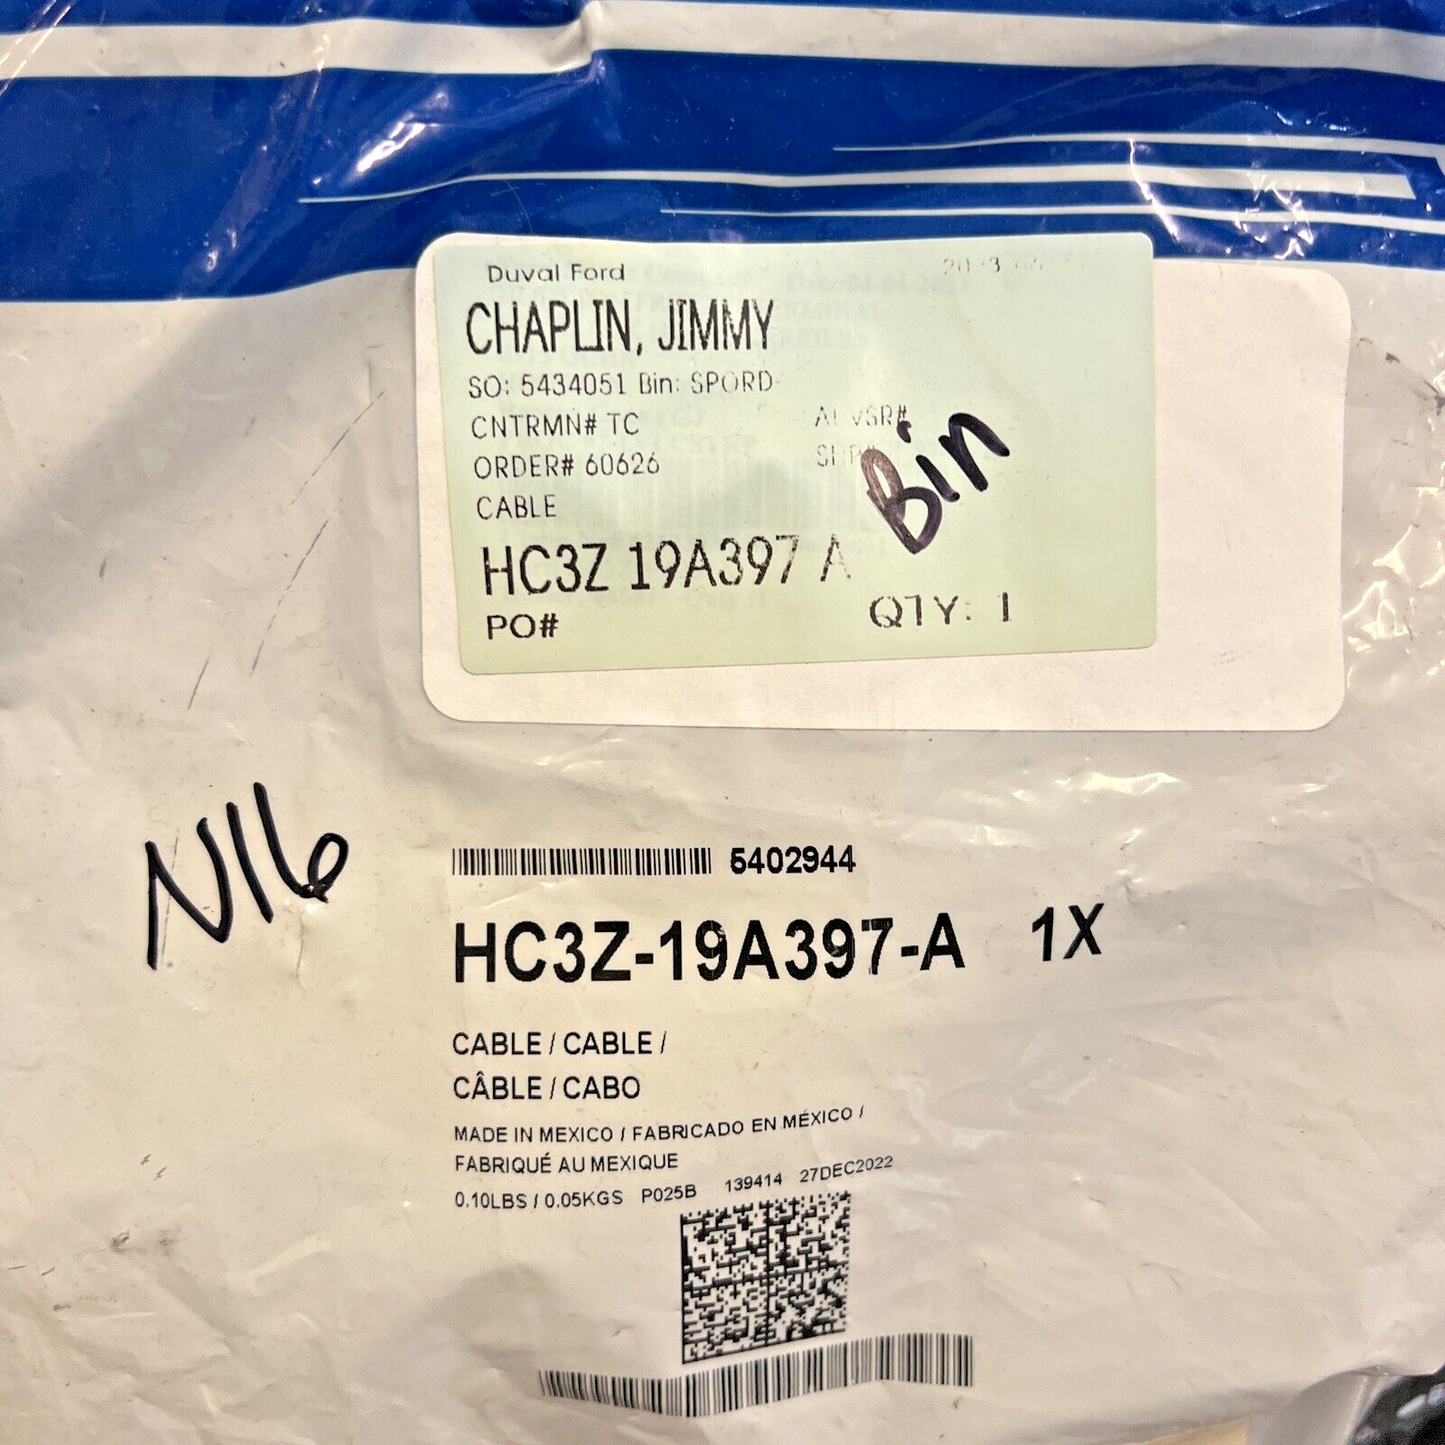 Duval Ford
CHAPLIN, JIMMY
SO: 5434051 Bin: SPORD-
CNTRMN# TC
ORDER# 60626
CABLE
Bin
HC3Z 19A397 A
PO#
QTY: 1
N16
5402944
HC3Z-19A397-A 1X
CABLE / CABLE /
CÂBLE / CABO
MADE IN MEXICO / FABRICADO EN MÉXICO /
FABRIQUÉ AU MEXIQUE
0.10LBS / 0.05KGS P025B 139414 27DEC2022